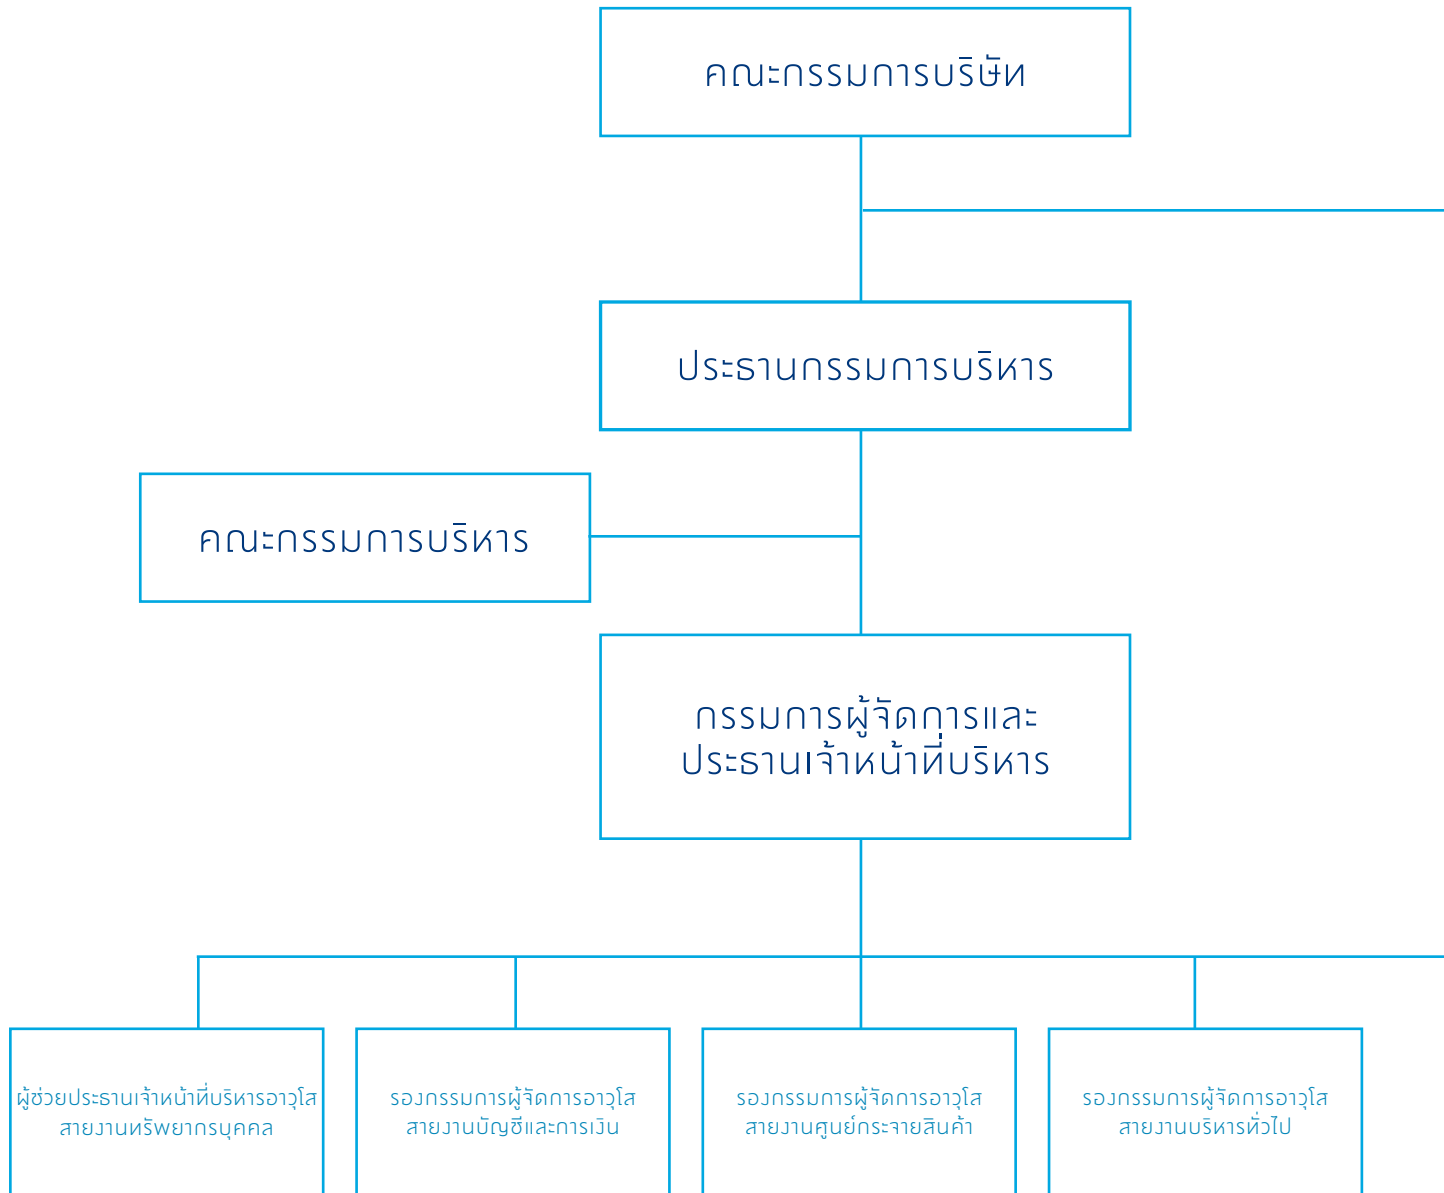 คณะกรรมการบริษัท
ประธานกรรมการบริหาร
คณะกรรมการบริหาร
กรรมการผู้จัดการและ
ประธานเจ้าหน้าที่บริหาร
ผู้ช่วยประธานเจ้าหน้าที่บริหารอาวุโส
สายงานทรัพยากรบุคคล
รองกรรมการผู้จัดการอาวุโส
สายงานบัญชีและการเงิน
รองกรรมการผู้จัดการอาวุโส
สายงานศูนย์กระจายสินค้า
รองกรรมการผู้จัดการอาวุโส
สายงานบริหารทั่วไป